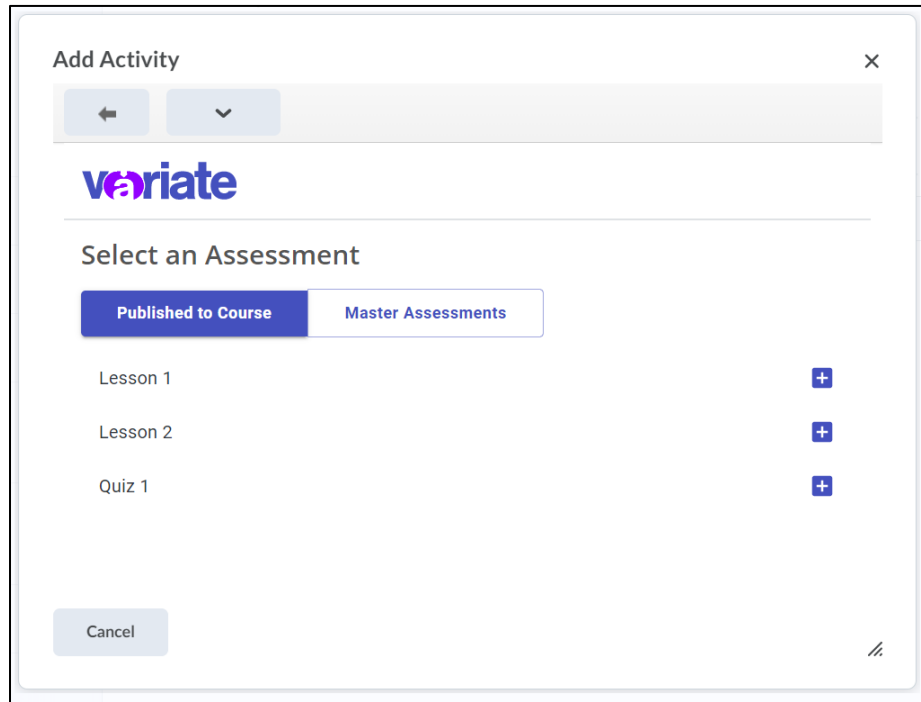 Add Activity
variate
Select an Assessment
Published to Course Master Assessments
Lesson 1
Lesson 2
Quiz 1
Cancel